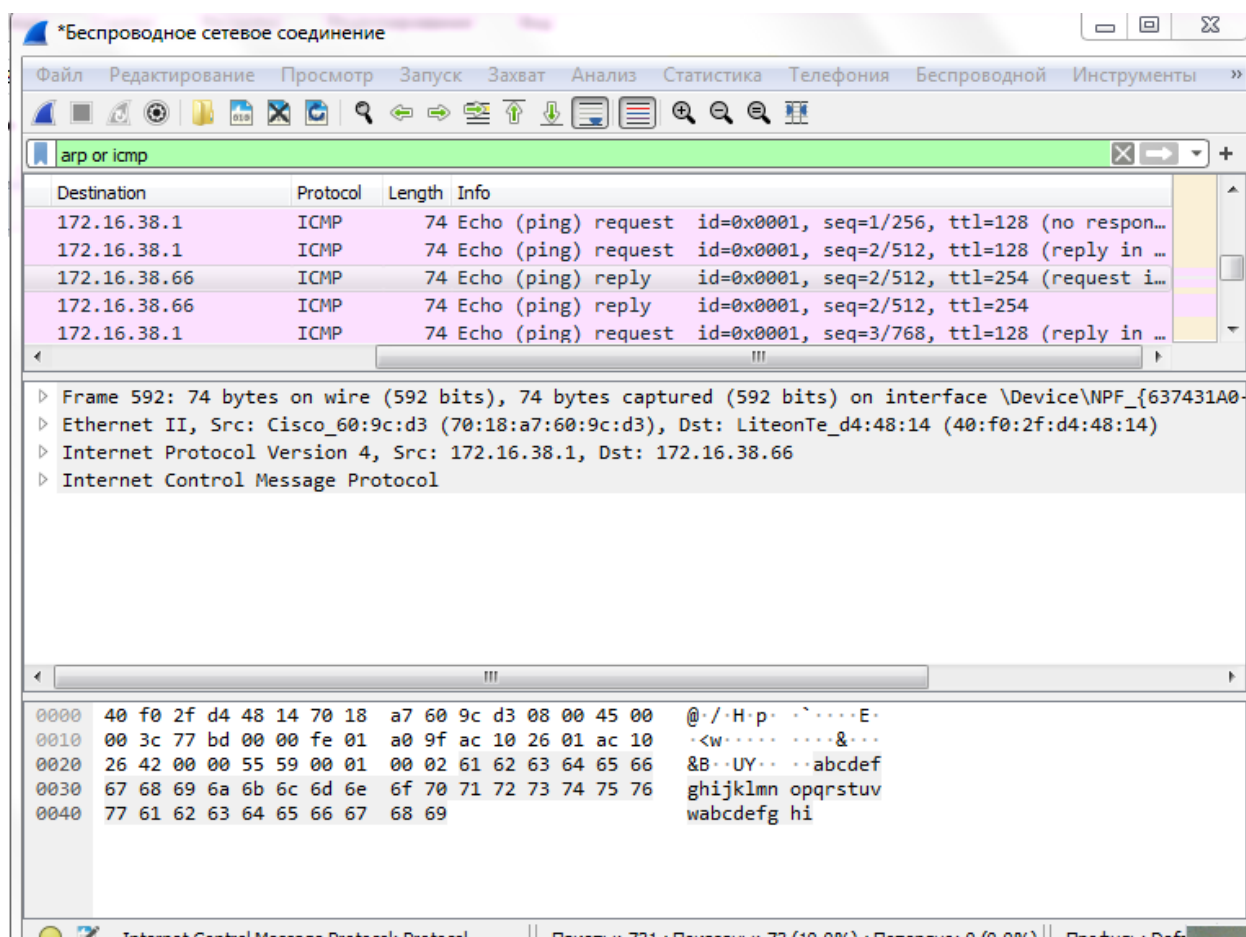 *Беспроводное сетевое соединение
Файл Редактирование Просмотр Запуск Захват Анализ Статистика Телефония Беспроводной Инструменты »
arp or icmp
Destination Protocol Length Info
172.16.38.1 ICMP 74 Echo (ping) request id=0x0001, seq=1/256, ttl=128 (no respon…
172.16.38.1 ICMP 74 Echo (ping) request id=0x0001, seq=2/512, ttl=128 (reply in …
172.16.38.66 ICMP 74 Echo (ping) reply id=0x0001, seq=2/512, ttl=254 (request i…
172.16.38.66 ICMP 74 Echo (ping) reply id=0x0001, seq=2/512, ttl=254
172.16.38.1 ICMP 74 Echo (ping) request id=0x0001, seq=3/768, ttl=128 (reply in …
Frame 592: 74 bytes on wire (592 bits), 74 bytes captured (592 bits) on interface \Device\NPF_{637431A0-
Ethernet II, Src: Cisco_60:9c:d3 (70:18:a7:60:9c:d3), Dst: LiteonTe_d4:48:14 (40:f0:2f:d4:48:14)
Internet Protocol Version 4, Src: 172.16.38.1, Dst: 172.16.38.66
Internet Control Message Protocol
0000 40 f0 2f d4 48 14 70 18 a7 60 9c d3 08 00 45 00 @·/·H·p· ·`····E·
0010 00 3c 77 bd 00 00 fe 01 a0 9f ac 10 26 01 ac 10 ·<w····· ····&···
0020 26 42 00 00 55 59 00 01 00 02 61 62 63 64 65 66 &B··UY·· ··abcdef
0030 67 68 69 6a 6b 6c 6d 6e 6f 70 71 72 73 74 75 76 ghijklmn opqrstuv
0040 77 61 62 63 64 65 66 67 68 69 wabcdefg hi